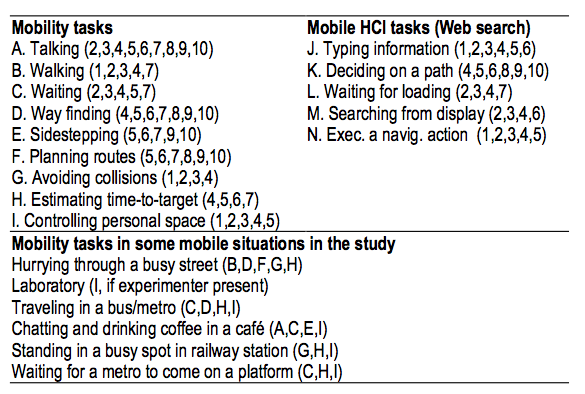 Mobility tasks
A. Talking (2,3,4,5,6,7,8,9,10)
B. Walking (1,2,3,4,7)
C. Waiting (2,3,4,5,7)
D. Way finding (4,5,6,7,8,9,10)
E. Sidestepping (5,6,7,9,10)
F. Planning routes (5,6,7,8,9,10)
G. Avoiding collisions (1,2,3,4)
H. Estimating time-to-target (4,5,6,7)
I. Controlling personal space (1,2,3,4,5)
Mobile HCI tasks (Web search)
J. Typing information (1,2,3,4,5,6)
K. Deciding on a path (4,5,6,8,9,10)
L. Waiting for loading (2,3,4,7)
M. Searching from display (2,3,4,6)
N. Exec. a navig. action (1,2,3,4,5)
Mobility tasks in some mobile situations in the study
Hurrying through a busy street (B,D,F,G,H)
Laboratory (I, if experimenter present)
Traveling in a bus/metro (C,D,H,I)
Chatting and drinking coffee in a café (A,C,E,I)
Standing in a busy spot in railway station (G,H,I)
Waiting for a metro to come on a platform (C,H,I)